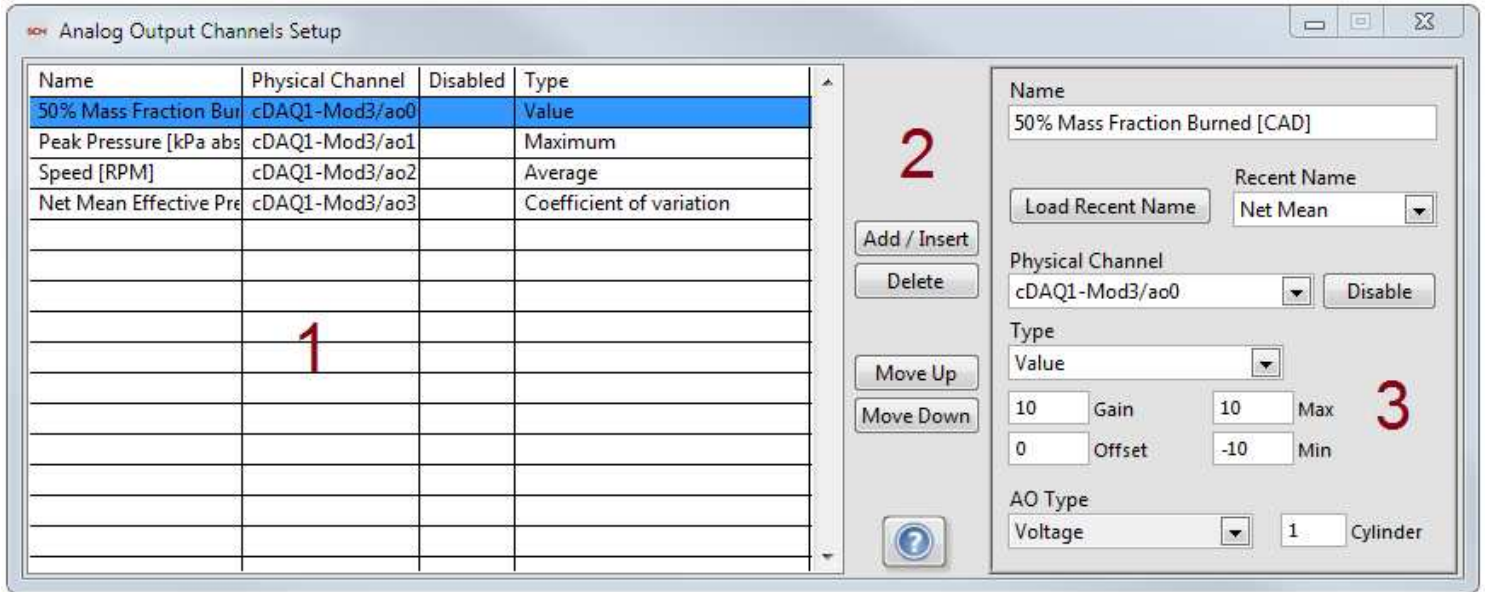 Analog Output Channels Setup
Name Physical Channel Disabled Type
50% Mass Fraction Bur cDAQ1-Mod3/ao0 Value
Peak Pressure [kPa abs cDAQ1-Mod3/ao1 Maximum
Speed [RPM] cDAQ1-Mod3/ao2 Average
Net Mean Effective Pre cDAQ1-Mod3/ao3 Coefficient of variation
1
2
Add / Insert
Delete
Move Up
Move Down
?
Name
50% Mass Fraction Burned [CAD]
Recent Name
Load Recent Name Net Mean
Physical Channel
cDAQ1-Mod3/ao0 Disable
Type
Value
3
10 Gain 10 Max
0 Offset -10 Min
AO Type
Voltage 1 Cylinder